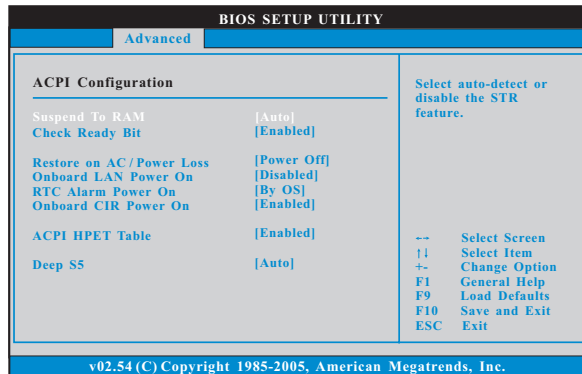 BIOS SETUP UTILITY
Advanced
ACPI Configuration
Suspend To RAM [Auto]
Check Ready Bit [Enabled]
Restore on AC / Power Loss [Power Off]
Onboard LAN Power On [Disabled]
RTC Alarm Power On [By OS]
Onboard CIR Power On [Enabled]
ACPI HPET Table [Enabled]
Deep S5 [Auto]
Select auto-detect or
disable the STR
feature.
←→ Select Screen
↑↓ Select Item
+- Change Option
F1 General Help
F9 Load Defaults
F10 Save and Exit
ESC Exit
v02.54 (C) Copyright 1985-2005, American Megatrends, Inc.